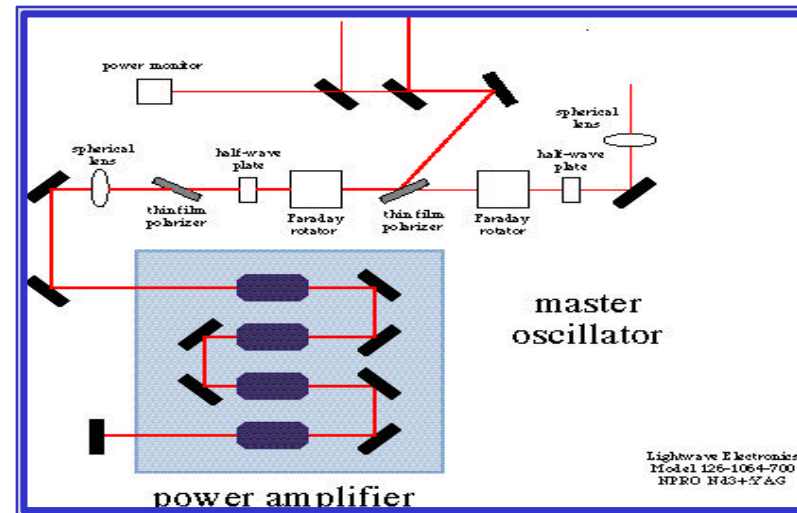 power monitor
spherical
lens
half-wave
plate
spherical
lens
half-wave
plate
thin film
polarizer
Faraday
rotator
thin film
polarizer
Faraday
rotator
master
oscillator
Lightwave Electronics
Model 126-1064-700
NPRO Nd3+:YAG
power amplifier